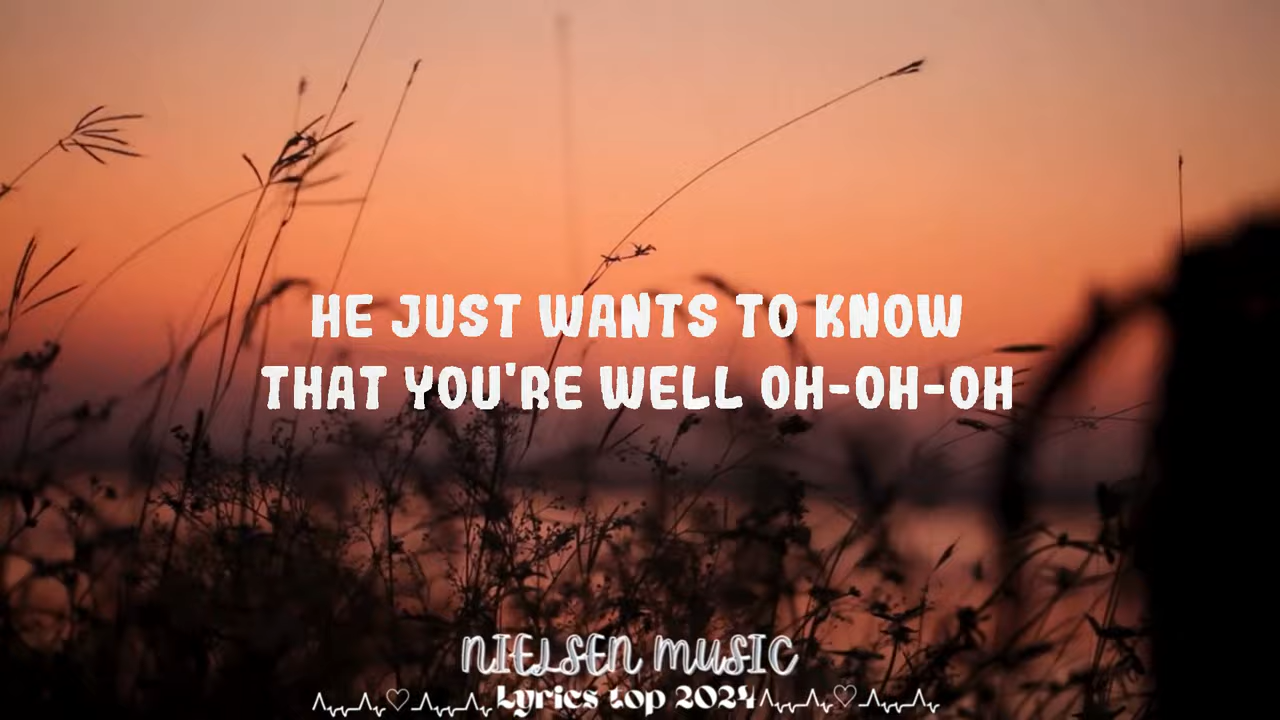 HE JUST WANTS TO KNOW
THAT YOU'RE WELL OH-OH-OH
NIELSEN MUSIC
Lyrics top 2024